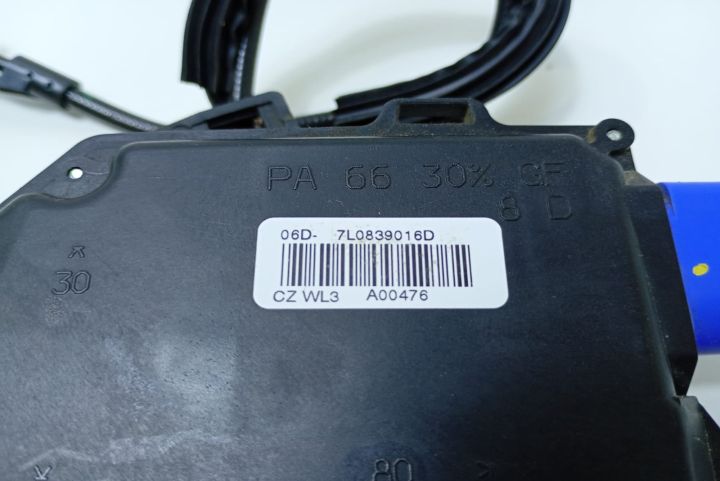 PA 66 30% GF
8 D
06D- 7L0839016D
CZ WL3 A00476
30
80